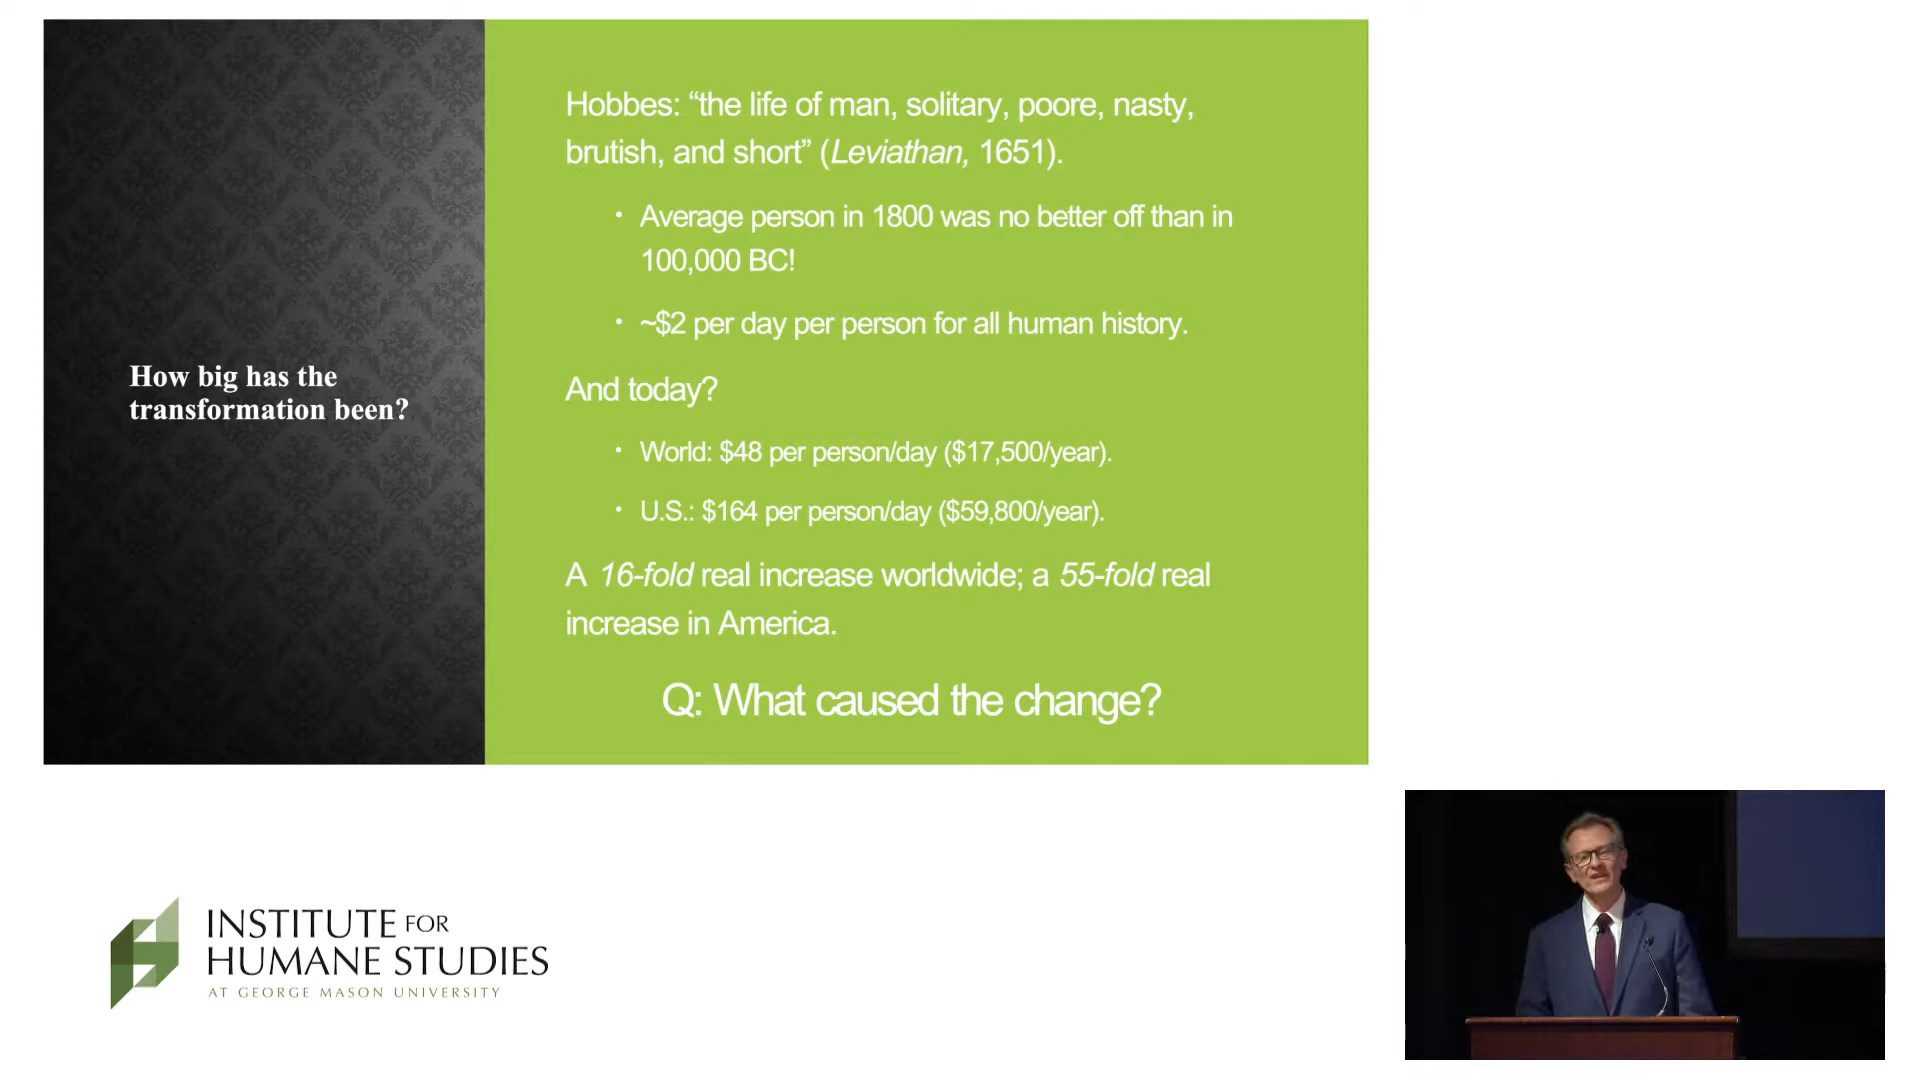 How big has the
transformation been?
Hobbes: “the life of man, solitary, poore, nasty,
brutish, and short” (Leviathan, 1651).
• Average person in 1800 was no better off than in
100,000 BC!
• ~$2 per day per person for all human history.
And today?
• World: $48 per person/day ($17,500/year).
• U.S.: $164 per person/day ($59,800/year).
A 16-fold real increase worldwide; a 55-fold real
increase in America.
Q: What caused the change?
INSTITUTE FOR
HUMANE STUDIES
AT GEORGE MASON UNIVERSITY